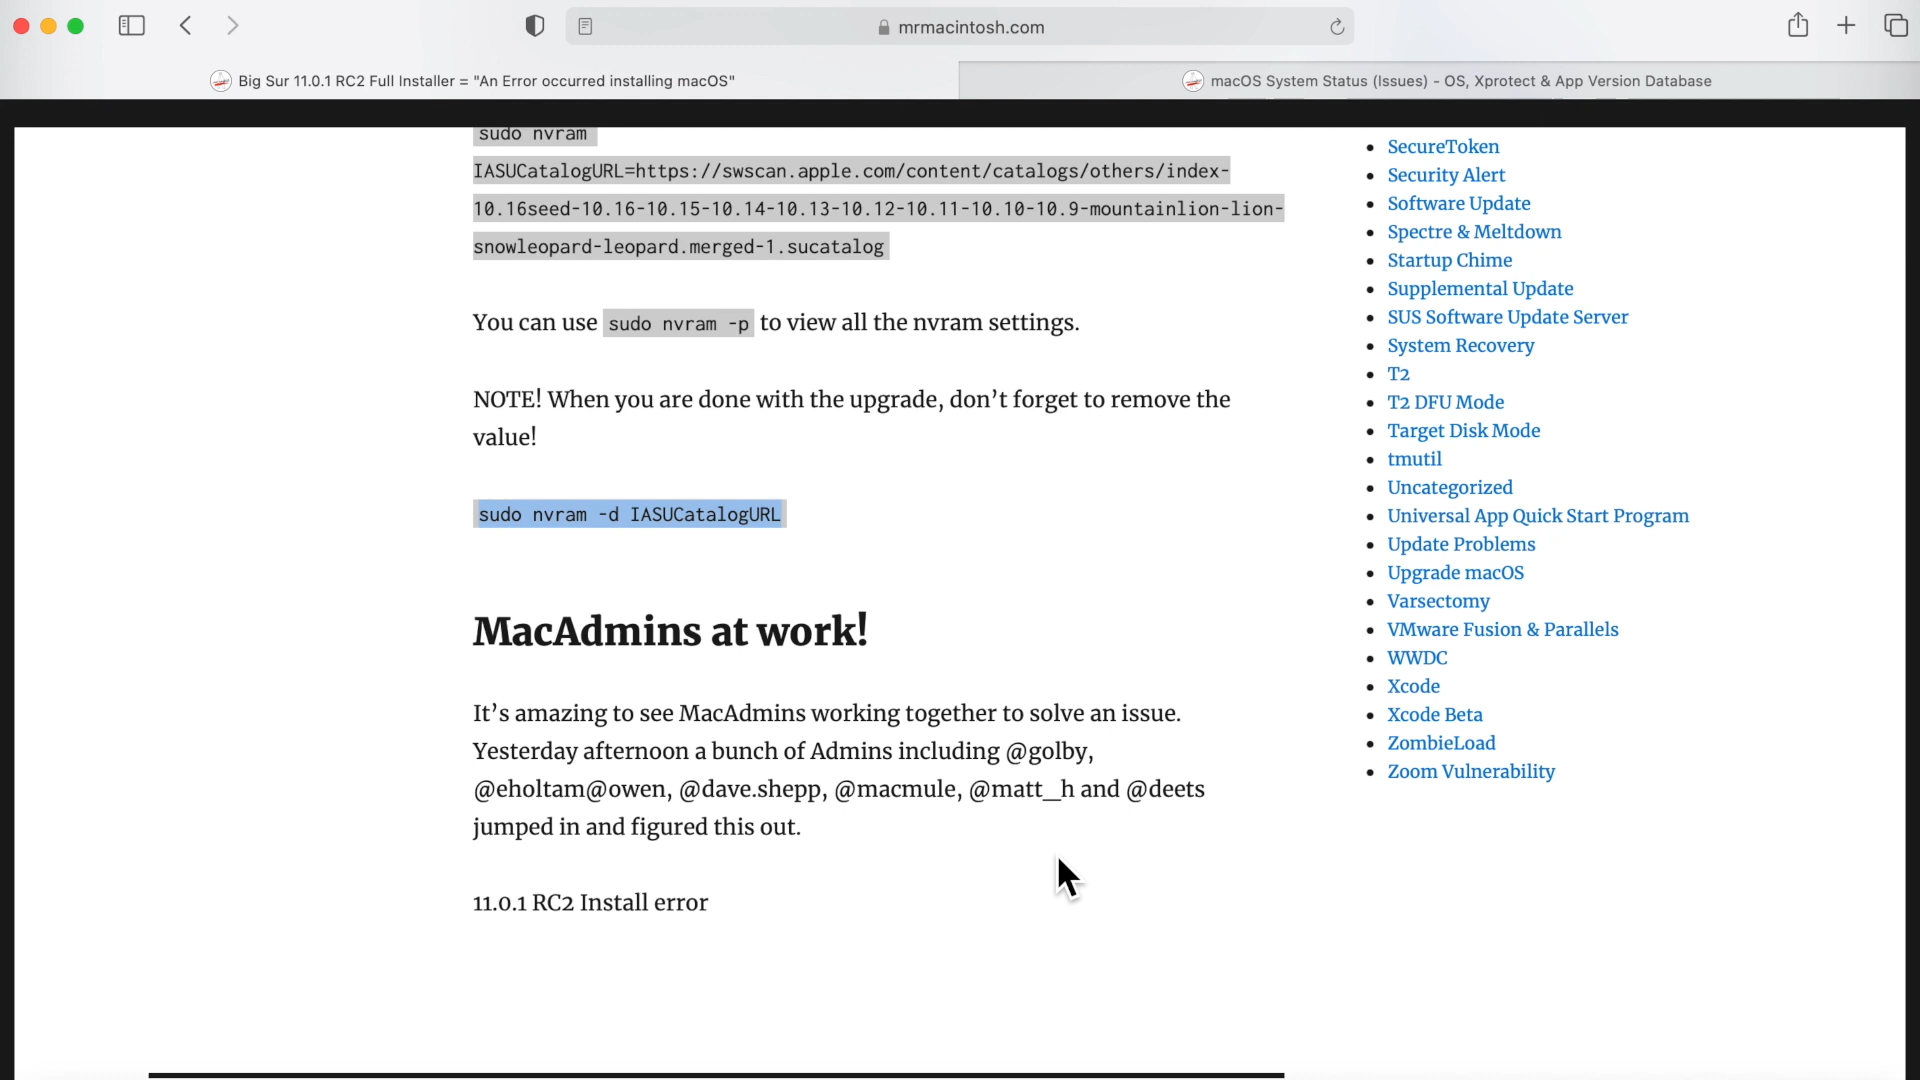 mrmacintosh.com
Big Sur 11.0.1 RC2 Full Installer = "An Error occurred installing macOS"
macOS System Status (Issues) - OS, Xprotect & App Version Database
sudo nvram
IASUCatalogURL=https://swscan.apple.com/content/catalogs/others/index-
10.16seed-10.16-10.15-10.14-10.13-10.12-10.11-10.10-10.9-mountainlion-lion-
snowleopard-leopard.merged-1.sucatalog
You can use sudo nvram -p to view all the nvram settings.
NOTE! When you are done with the upgrade, don’t forget to remove the
value!
sudo nvram -d IASUCatalogURL
MacAdmins at work!
It’s amazing to see MacAdmins working together to solve an issue.
Yesterday afternoon a bunch of Admins including @golby,
@eholtam@owen, @dave.shepp, @macmule, @matt_h and @deets
jumped in and figured this out.
11.0.1 RC2 Install error
SecureToken
Security Alert
Software Update
Spectre & Meltdown
Startup Chime
Supplemental Update
SUS Software Update Server
System Recovery
T2
T2 DFU Mode
Target Disk Mode
tmutil
Uncategorized
Universal App Quick Start Program
Update Problems
Upgrade macOS
Varsectomy
VMware Fusion & Parallels
WWDC
Xcode
Xcode Beta
ZombieLoad
Zoom Vulnerability